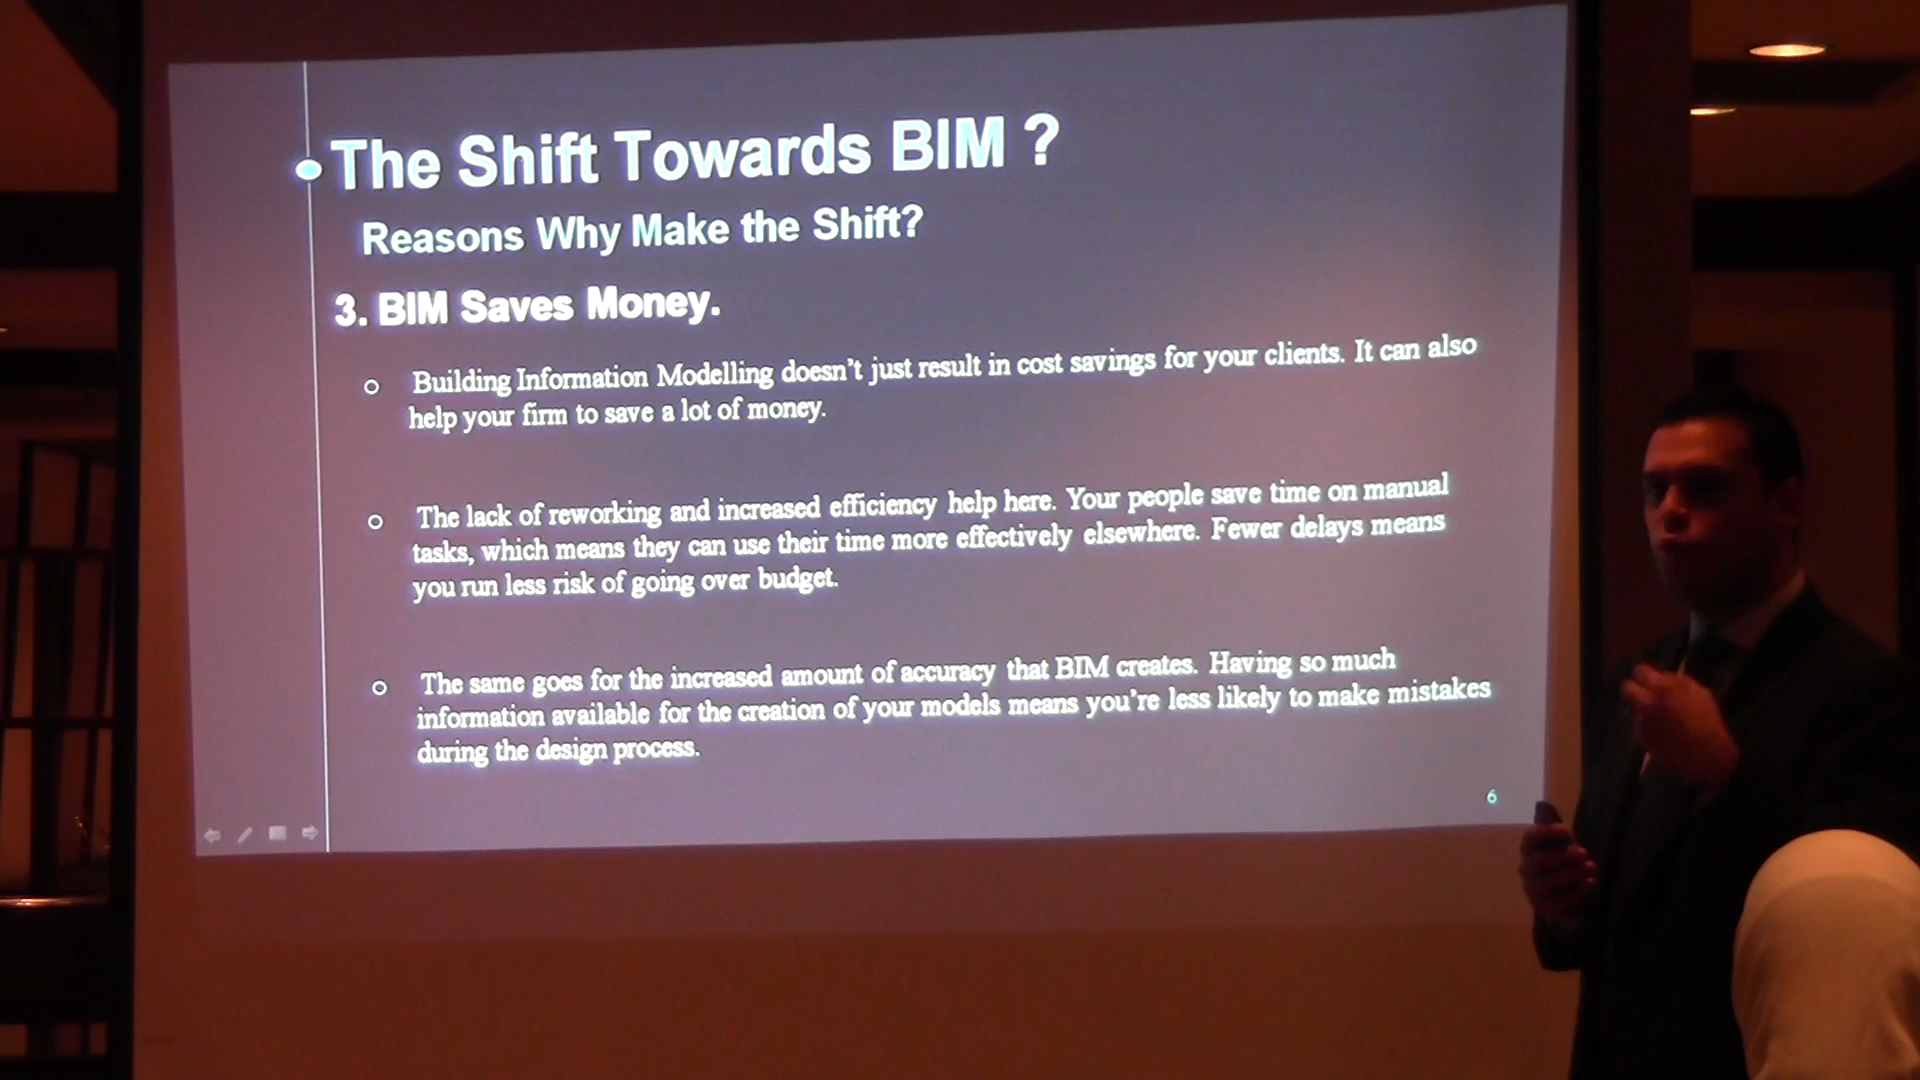 The Shift Towards BIM ?
Reasons Why Make the Shift?
3. BIM Saves Money.
Building Information Modelling doesn't just result in cost savings for your clients. It can also
help your firm to save a lot of money.
The lack of reworking and increased efficiency help here. Your people save time on manual
tasks, which means they can use their time more effectively elsewhere. Fewer delays means
you run less risk of going over budget.
The same goes for the increased amount of accuracy that BIM creates. Having so much
information available for the creation of your models means you're less likely to make mistakes
during the design process.
6